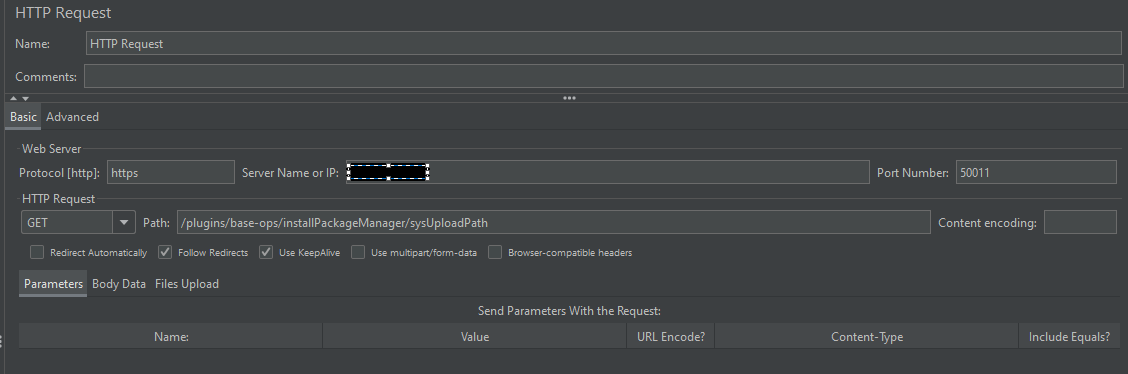 HTTP Request
Name: HTTP Request
Comments:
Basic Advanced
Web Server
Protocol [http]: https Server Name or IP: Port Number: 50011
HTTP Request
GET Path: /plugins/base-ops/installPackageManager/sysUploadPath Content encoding:
Redirect Automatically Follow Redirects Use KeepAlive Use multipart/form-data Browser-compatible headers
Parameters Body Data Files Upload
Send Parameters With the Request:
Name: Value URL Encode? Content-Type Include Equals?